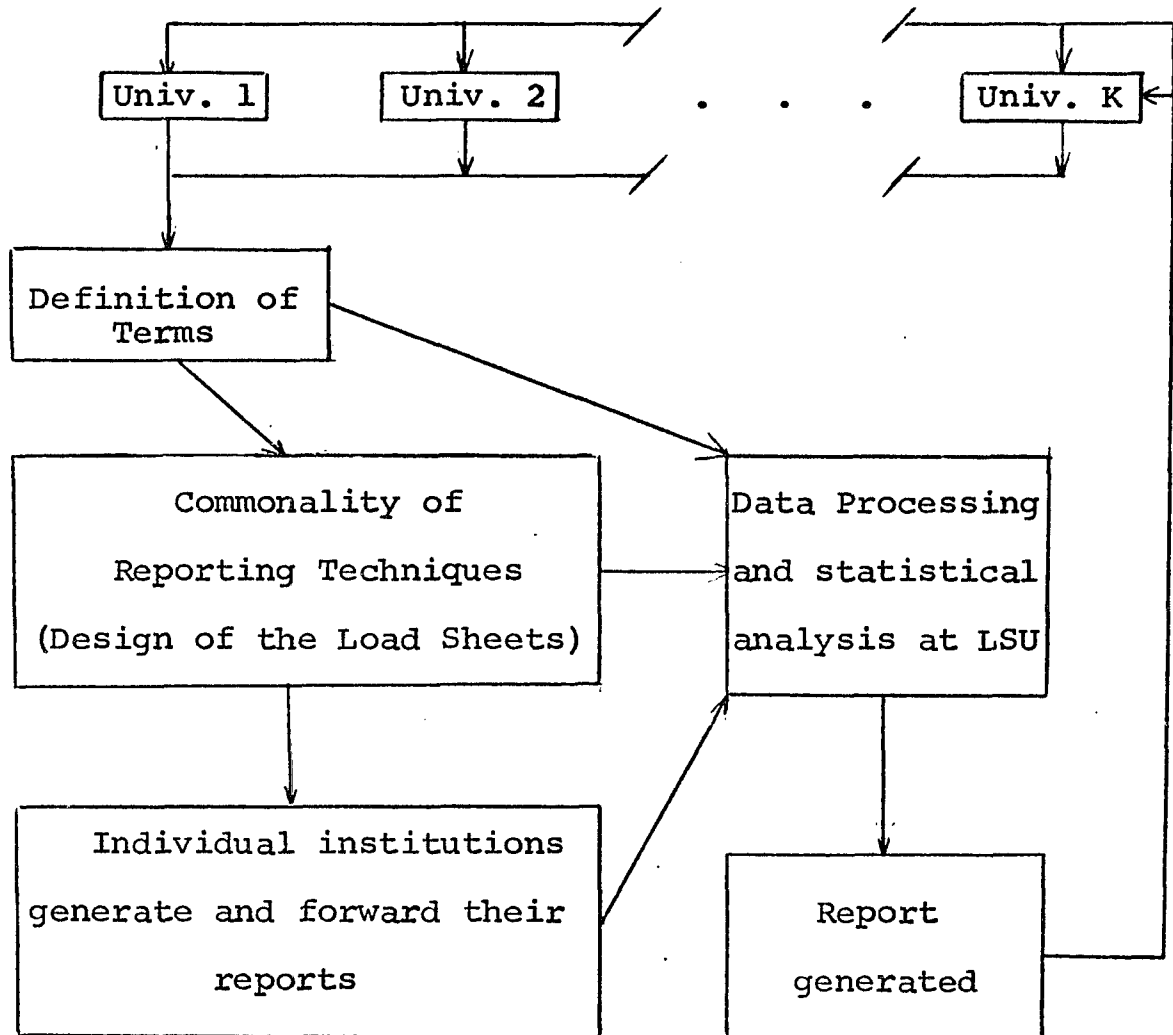 Univ. 1
Univ. 2
. . .
Univ. K
Definition of
Terms
Commonality of
Reporting Techniques
(Design of the Load Sheets)
Data Processing
and statistical
analysis at LSU
Individual institutions
generate and forward their
reports
Report
generated